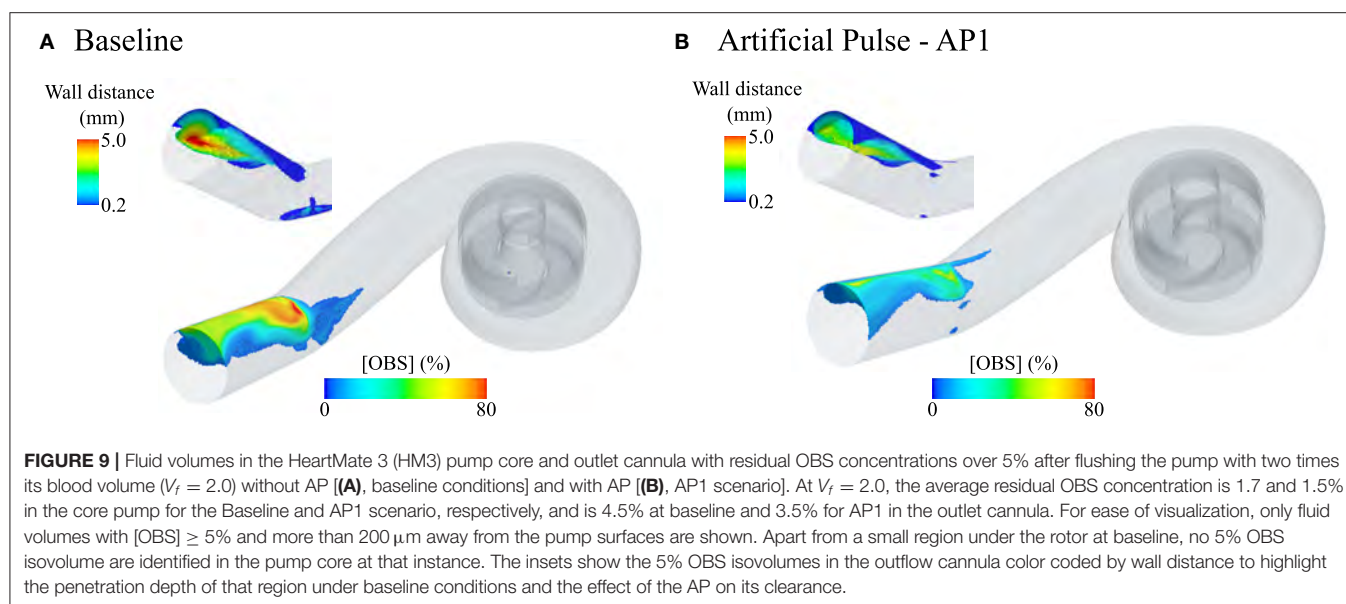 A Baseline
B Artificial Pulse - AP1
Wall distance
(mm)
5.0
0.2
Wall distance
(mm)
5.0
0.2
[OBS] (%)
0
80
[OBS] (%)
0
80
FIGURE 9 | Fluid volumes in the HeartMate 3 (HM3) pump core and outlet cannula with residual OBS concentrations over 5% after flushing the pump with two times
its blood volume (Vf = 2.0) without AP [(A), baseline conditions] and with AP [(B), AP1 scenario]. At Vf = 2.0, the average residual OBS concentration is 1.7 and 1.5%
in the core pump for the Baseline and AP1 scenario, respectively, and is 4.5% at baseline and 3.5% for AP1 in the outlet cannula. For ease of visualization, only fluid
volumes with [OBS] ≥ 5% and more than 200 μm away from the pump surfaces are shown. Apart from a small region under the rotor at baseline, no 5% OBS
isovolume are identified in the pump core at that instance. The insets show the 5% OBS isovolumes in the outflow cannula color coded by wall distance to highlight
the penetration depth of that region under baseline conditions and the effect of the AP on its clearance.